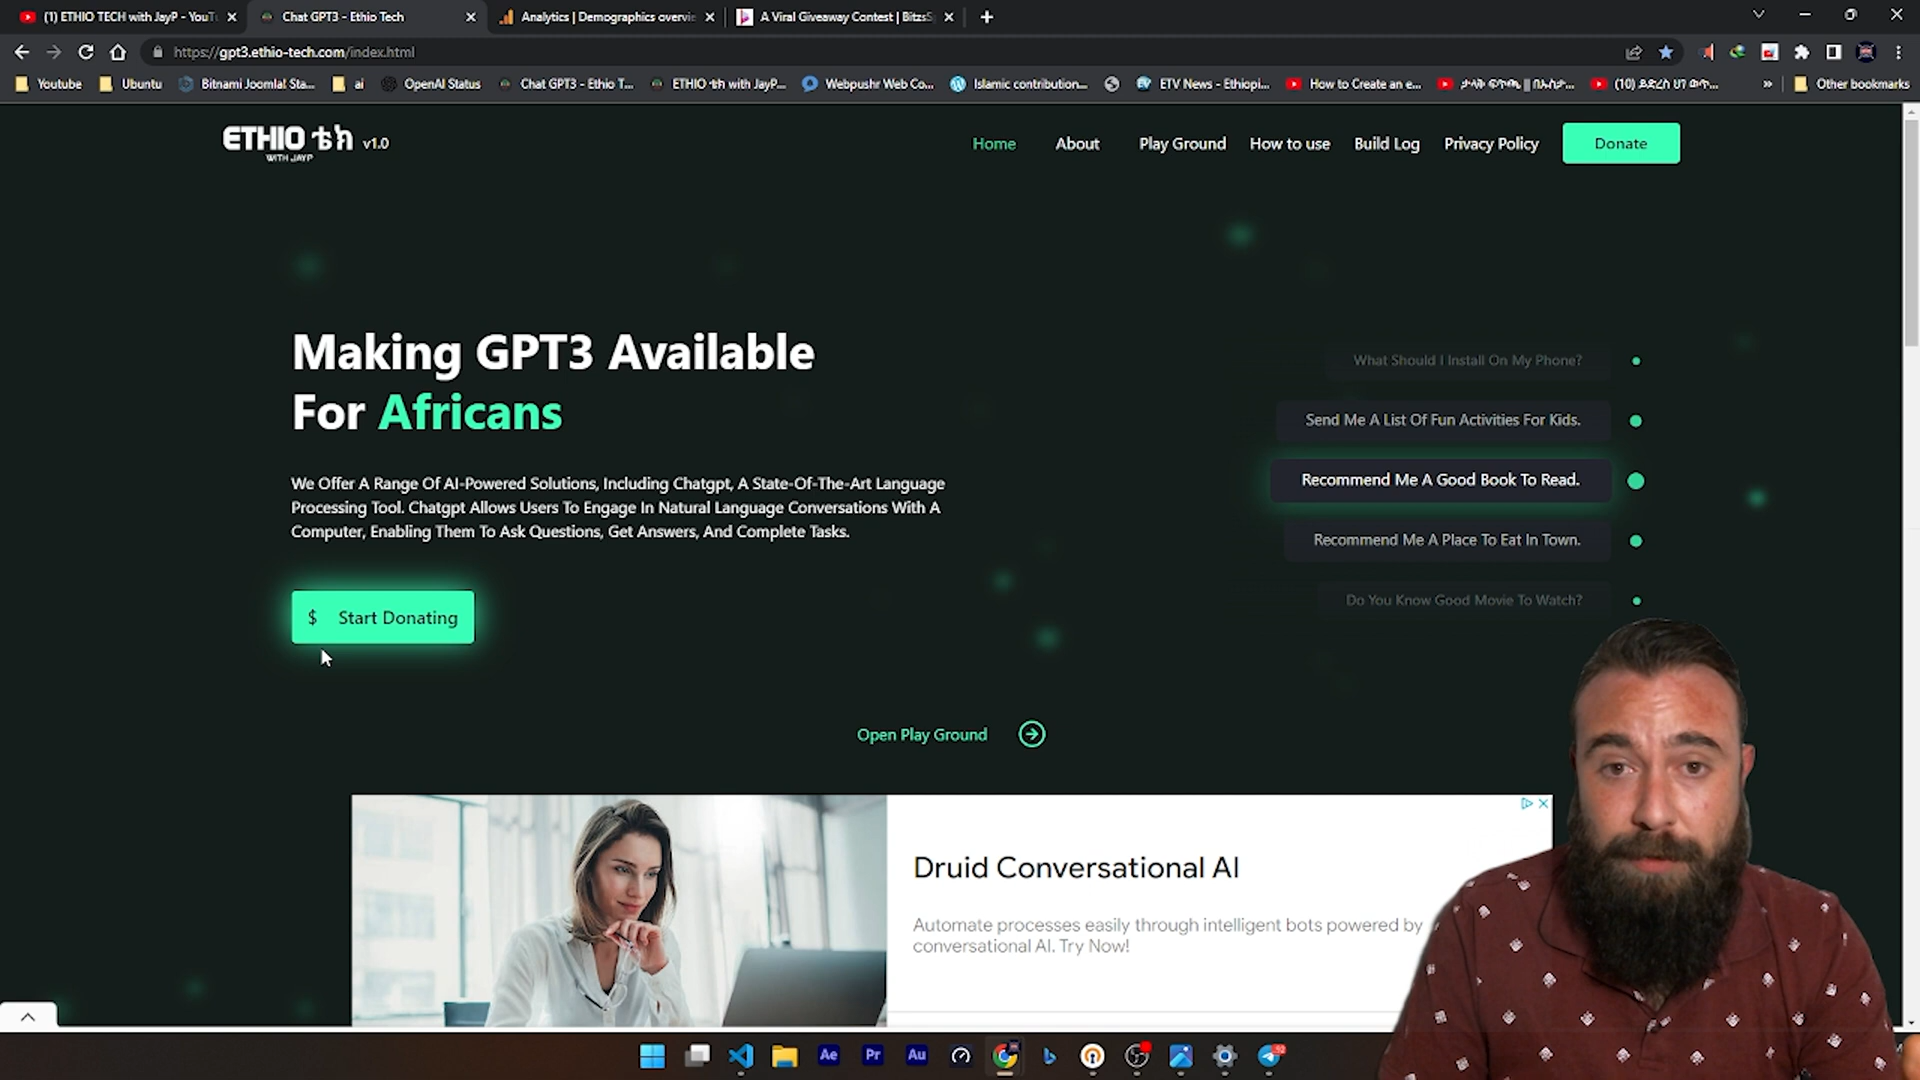 (1) ETHIO TECH with JayP - YouT
Chat GPT3 - Ethio Tech
Analytics | Demographics overvie
A Viral Giveaway Contest | BitzsS
https://gpt3.ethio-tech.com/index.html
Youtube
Ubuntu
Bitnami Joomla! Sta...
ai
OpenAI Status
Chat GPT3 - Ethio T...
ETHIO ቴክ with JayP...
Webpushr Web Co...
Islamic contribution...
ETV News - Ethiopi...
How to Create an e...
Other bookmarks
ETHIO ቴክ v1.0
WITH JAYP
Home
About
Play Ground
How to use
Build Log
Privacy Policy
Donate
Making GPT3 Available
For Africans
We Offer A Range Of AI-Powered Solutions, Including Chatgpt, A State-Of-The-Art Language
Processing Tool. Chatgpt Allows Users To Engage In Natural Language Conversations With A
Computer, Enabling Them To Ask Questions, Get Answers, And Complete Tasks.
$ Start Donating
What Should I Install On My Phone?
Send Me A List Of Fun Activities For Kids.
Recommend Me A Good Book To Read.
Recommend Me A Place To Eat In Town.
Do You Know Good Movie To Watch?
Open Play Ground
Druid Conversational AI
Automate processes easily through intelligent bots powered by
conversational AI. Try Now!
Ae
Pr
Au